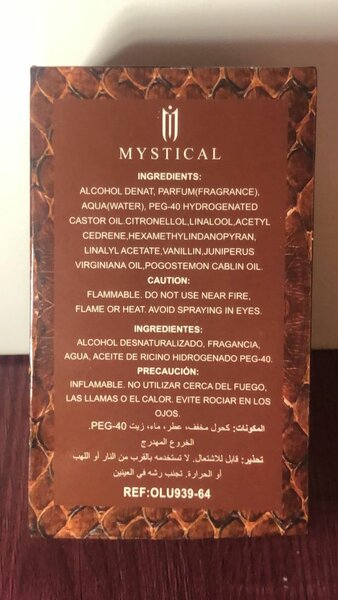 MYSTICAL
INGREDIENTS:
ALCOHOL DENAT, PARFUM(FRAGRANCE),
AQUA(WATER), PEG-40 HYDROGENATED
CASTOR OIL.CITRONELLOL,LINALOOL,ACETYL
CEDRENE,HEXAMETHYLINDANOPYRAN,
LINALYL ACETATE,VANILLIN,JUNIPERUS
VIRGINIANA OIL,POGOSTEMON CABLIN OIL.
CAUTION:
FLAMMABLE. DO NOT USE NEAR FIRE,
FLAME OR HEAT. AVOID SPRAYING IN EYES.
INGREDIENTES:
ALCOHOL DESNATURALIZADO, FRAGANCIA,
AGUA, ACEITE DE RICINO HIDROGENADO PEG-40.
PRECAUCIÓN:
INFLAMABLE. NO UTILIZAR CERCA DEL FUEGO,
LAS LLAMAS O EL CALOR. EVITE ROCIAR EN LOS
OJOS.
المكونات: كحول مخفف، عطر، ماء، زيت PEG-40.
الخروع المهدرج
تحذير: قابل للاشتعال. لا تستخدمه بالقرب من النار أو اللهب
أو الحرارة. تجنب رشه في العينين
REF:OLU939-64